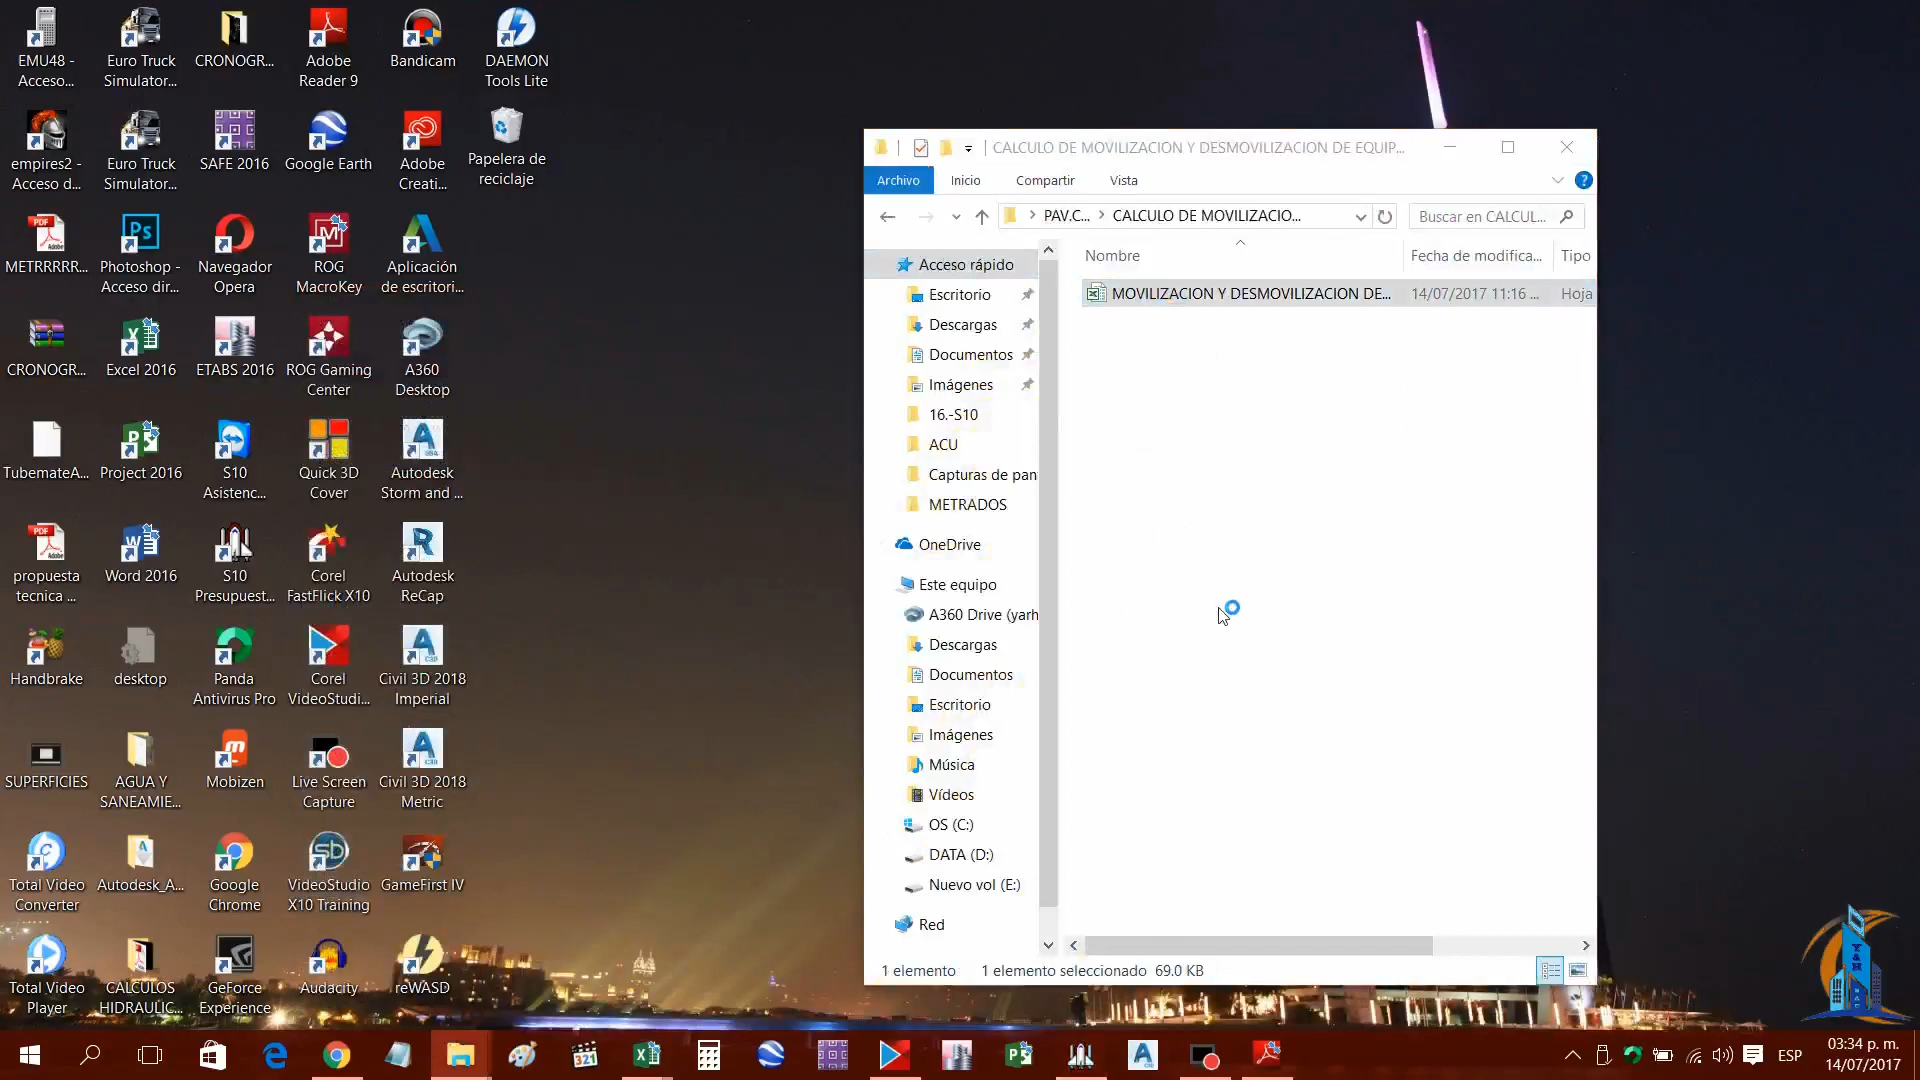 EMU48 -
Acceso...
Euro Truck
Simulator...
CRONOGR...
Adobe
Reader 9
Bandicam
DAEMON
Tools Lite
empires2 -
Acceso d...
Euro Truck
Simulator...
SAFE 2016
Google Earth
Adobe
Creati...
Papelera de
reciclaje
METRRRRR...
Photoshop -
Acceso dir...
Navegador
Opera
ROG
MacroKey
Aplicación
de escritori...
CRONOGR...
Excel 2016
ETABS 2016
ROG Gaming
Center
A360
Desktop
TubemateA...
Project 2016
S10
Asistenc...
Quick 3D
Cover
Autodesk
Storm and ...
propuesta
tecnica ...
Word 2016
S10
Presupuest...
Corel
FastFlick X10
Autodesk
ReCap
Handbrake
desktop
Panda
Antivirus Pro
Corel
VideoStudi...
Civil 3D 2018
Imperial
SUPERFICIES
AGUA Y
SANEAMIE...
Mobizen
Live Screen
Capture
Civil 3D 2018
Metric
Total Video
Converter
Autodesk_A...
Google
Chrome
VideoStudio
X10 Training
GameFirst IV
Total Video
Player
CALCULOS
HIDRAULIC...
GeForce
Experience
Audacity
reWASD
CALCULO DE MOVILIZACION Y DESMOVILIZACION DE EQUIP...
Archivo Inicio Compartir Vista
PAV.C... CALCULO DE MOVILIZACIO... Buscar en CALCUL...
Nombre Fecha de modifica... Tipo
MOVILIZACION Y DESMOVILIZACION DE... 14/07/2017 11:16 ... Hoja
Acceso rápido
Escritorio
Descargas
Documentos
Imágenes
16.-S10
ACU
Capturas de pan
METRADOS
OneDrive
Este equipo
A360 Drive (yarh
Descargas
Documentos
Escritorio
Imágenes
Música
Vídeos
OS (C:)
DATA (D:)
Nuevo vol (E:)
Red
1 elemento 1 elemento seleccionado 69.0 KB
ESP
03:34 p. m.
14/07/2017